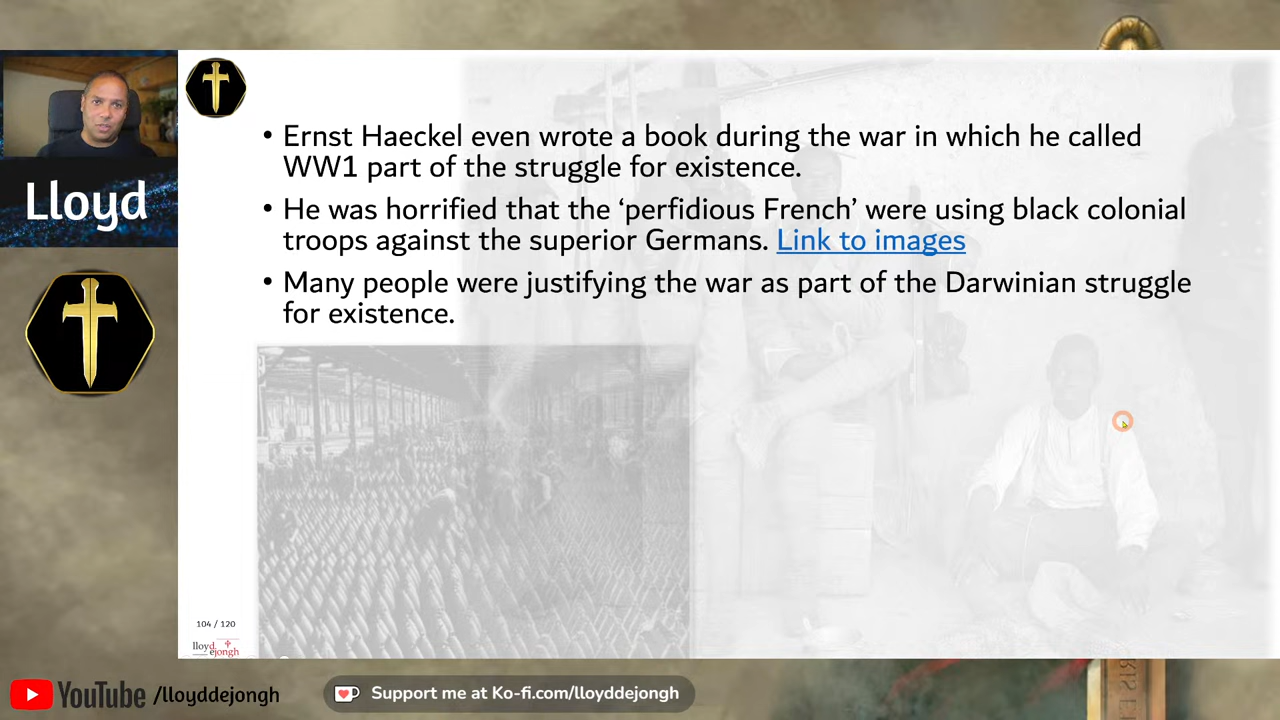 • Ernst Haeckel even wrote a book during the war in which he called
WW1 part of the struggle for existence.
• He was horrified that the ‘perfidious French’ were using black colonial
troops against the superior Germans. Link to images
• Many people were justifying the war as part of the Darwinian struggle
for existence.
Lloyd
104 / 120
lloyd
ejongh
YouTube /lloyddejongh
Support me at Ko-fi.com/lloyddejongh